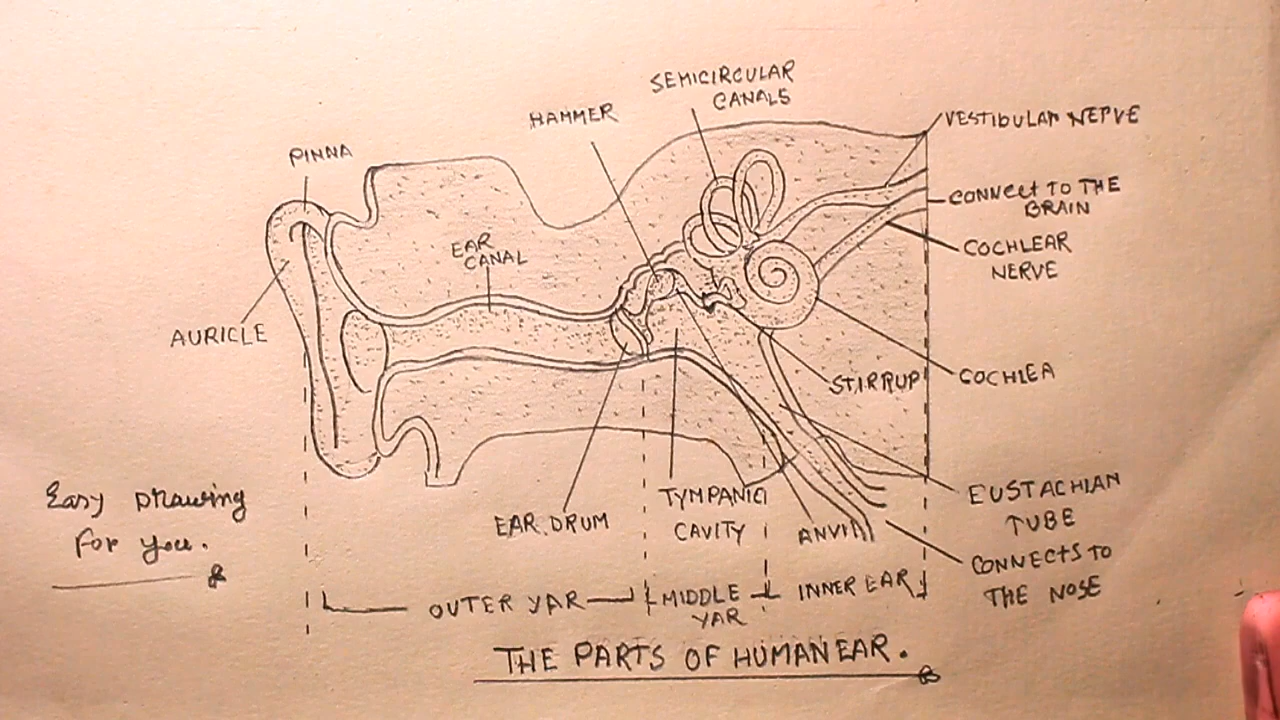 SEMICIRCULAR
CANALS
HAMMER
VESTIBULAR NERVE
PINNA
CONNECT TO THE
BRAIN
EAR
CANAL
COCHLEAR
NERVE
AURICLE
STIRRUP
COCHLEA
Easy Drawing
for you.
EAR DRUM
TYMPANIC
CAVITY
ANVIL
EUSTACHIAN
TUBE
CONNECTS TO
THE NOSE
OUTER YAR
MIDDLE
YAR
INNER EAR
THE PARTS OF HUMAN EAR.